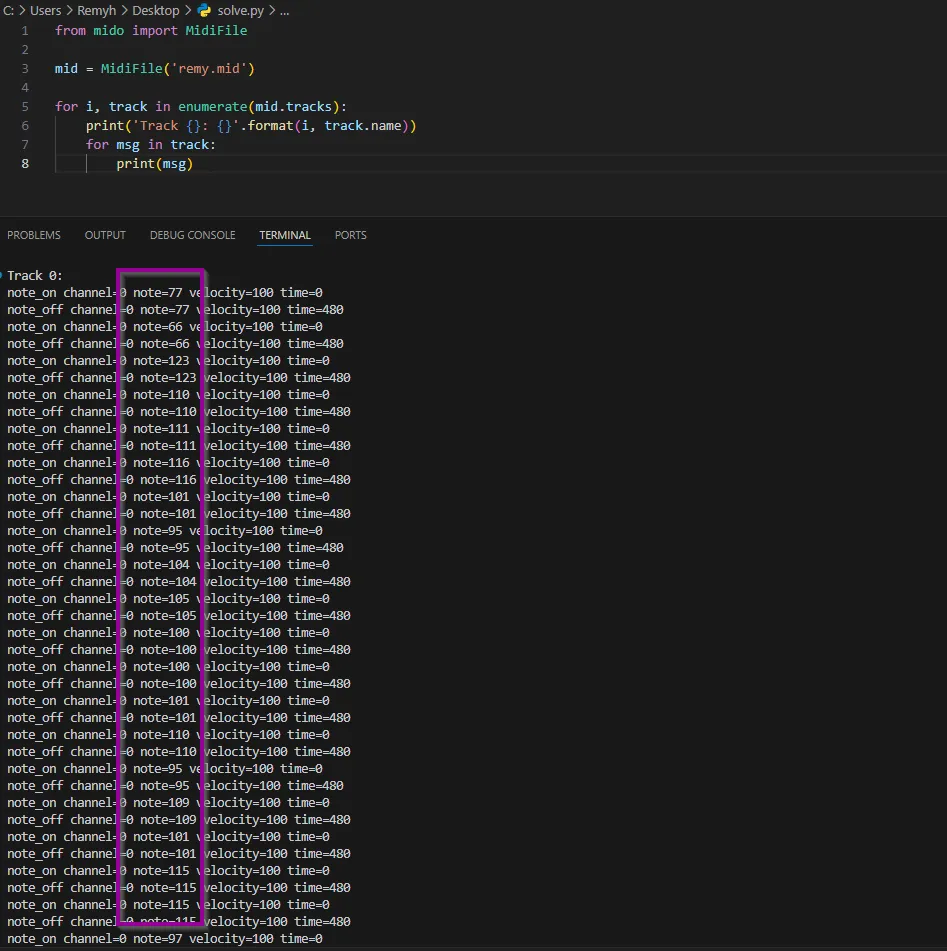 C: > Users > Remyh > Desktop > solve.py > ...
1 from mido import MidiFile
2
3 mid = MidiFile('remy.mid')
4
5 for i, track in enumerate(mid.tracks):
6 print('Track {}: {}'.format(i, track.name))
7 for msg in track:
8 print(msg)
PROBLEMS OUTPUT DEBUG CONSOLE TERMINAL PORTS
Track 0:
note_on channel=0 note=77 velocity=100 time=0
note_off channel=0 note=77 velocity=100 time=480
note_on channel=0 note=66 velocity=100 time=0
note_off channel=0 note=66 velocity=100 time=480
note_on channel=0 note=123 velocity=100 time=0
note_off channel=0 note=123 velocity=100 time=480
note_on channel=0 note=110 velocity=100 time=0
note_off channel=0 note=110 velocity=100 time=480
note_on channel=0 note=111 velocity=100 time=0
note_off channel=0 note=111 velocity=100 time=480
note_on channel=0 note=116 velocity=100 time=0
note_off channel=0 note=116 velocity=100 time=480
note_on channel=0 note=101 velocity=100 time=0
note_off channel=0 note=101 velocity=100 time=480
note_on channel=0 note=95 velocity=100 time=0
note_off channel=0 note=95 velocity=100 time=480
note_on channel=0 note=104 velocity=100 time=0
note_off channel=0 note=104 velocity=100 time=480
note_on channel=0 note=105 velocity=100 time=0
note_off channel=0 note=105 velocity=100 time=480
note_on channel=0 note=100 velocity=100 time=0
note_off channel=0 note=100 velocity=100 time=480
note_on channel=0 note=100 velocity=100 time=0
note_off channel=0 note=100 velocity=100 time=480
note_on channel=0 note=101 velocity=100 time=0
note_off channel=0 note=101 velocity=100 time=480
note_on channel=0 note=110 velocity=100 time=0
note_off channel=0 note=110 velocity=100 time=480
note_on channel=0 note=95 velocity=100 time=0
note_off channel=0 note=95 velocity=100 time=480
note_on channel=0 note=109 velocity=100 time=0
note_off channel=0 note=109 velocity=100 time=480
note_on channel=0 note=101 velocity=100 time=0
note_off channel=0 note=101 velocity=100 time=480
note_on channel=0 note=115 velocity=100 time=0
note_off channel=0 note=115 velocity=100 time=480
note_on channel=0 note=115 velocity=100 time=0
note_off channel=0 note=115 velocity=100 time=480
note_on channel=0 note=97 velocity=100 time=0